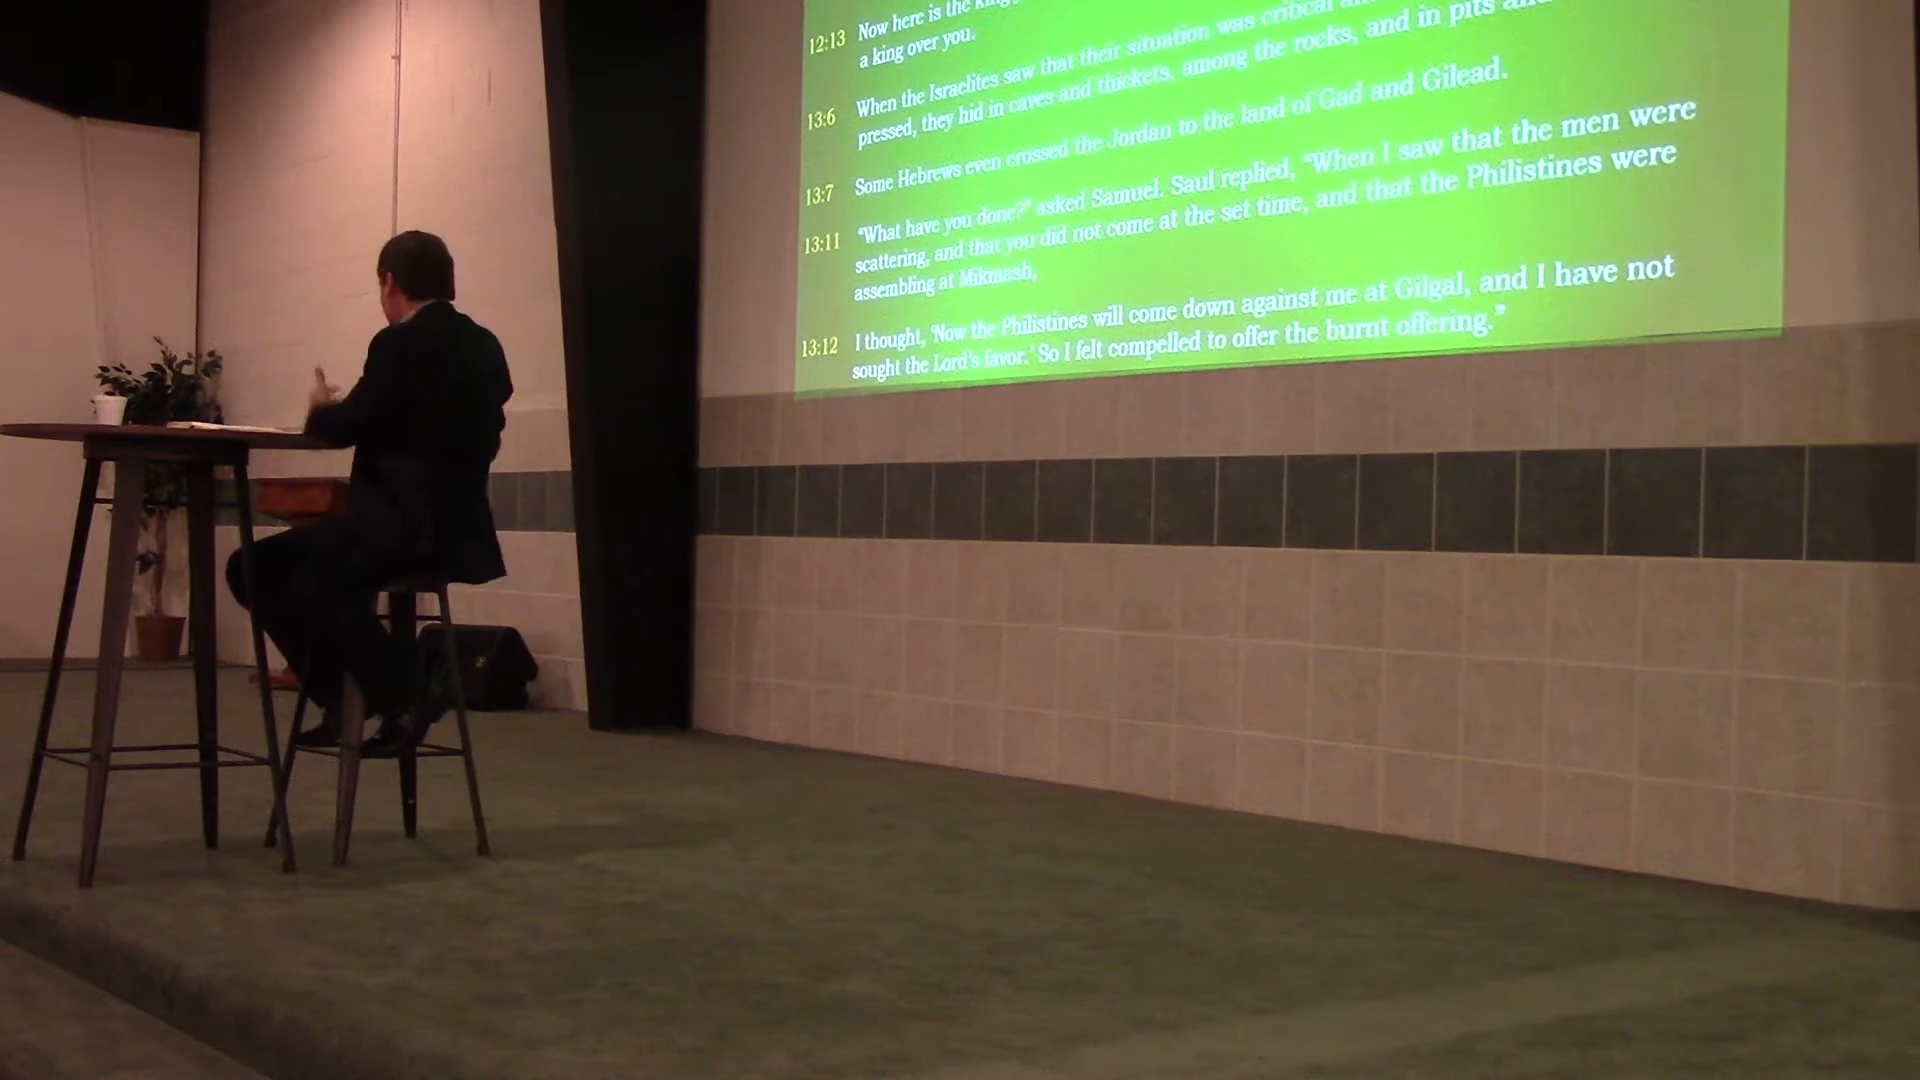 12:13 Now here is the king
a king over you.
13:6 When the Israelites saw that their situation was critical
pressed, they hid in caves and thickets, among the rocks, and in pits and
13:7 Some Hebrews even crossed the Jordan to the land of Gad and Gilead.
13:11 “What have you done?” asked Samuel. Saul replied, “When I saw that the men were
scattering, and that you did not come at the set time, and that the Philistines were
assembling at Mikmash,
13:12 I thought, ‘Now the Philistines will come down against me at Gilgal, and I have not
sought the Lord's favor.’ So I felt compelled to offer the burnt offering.”